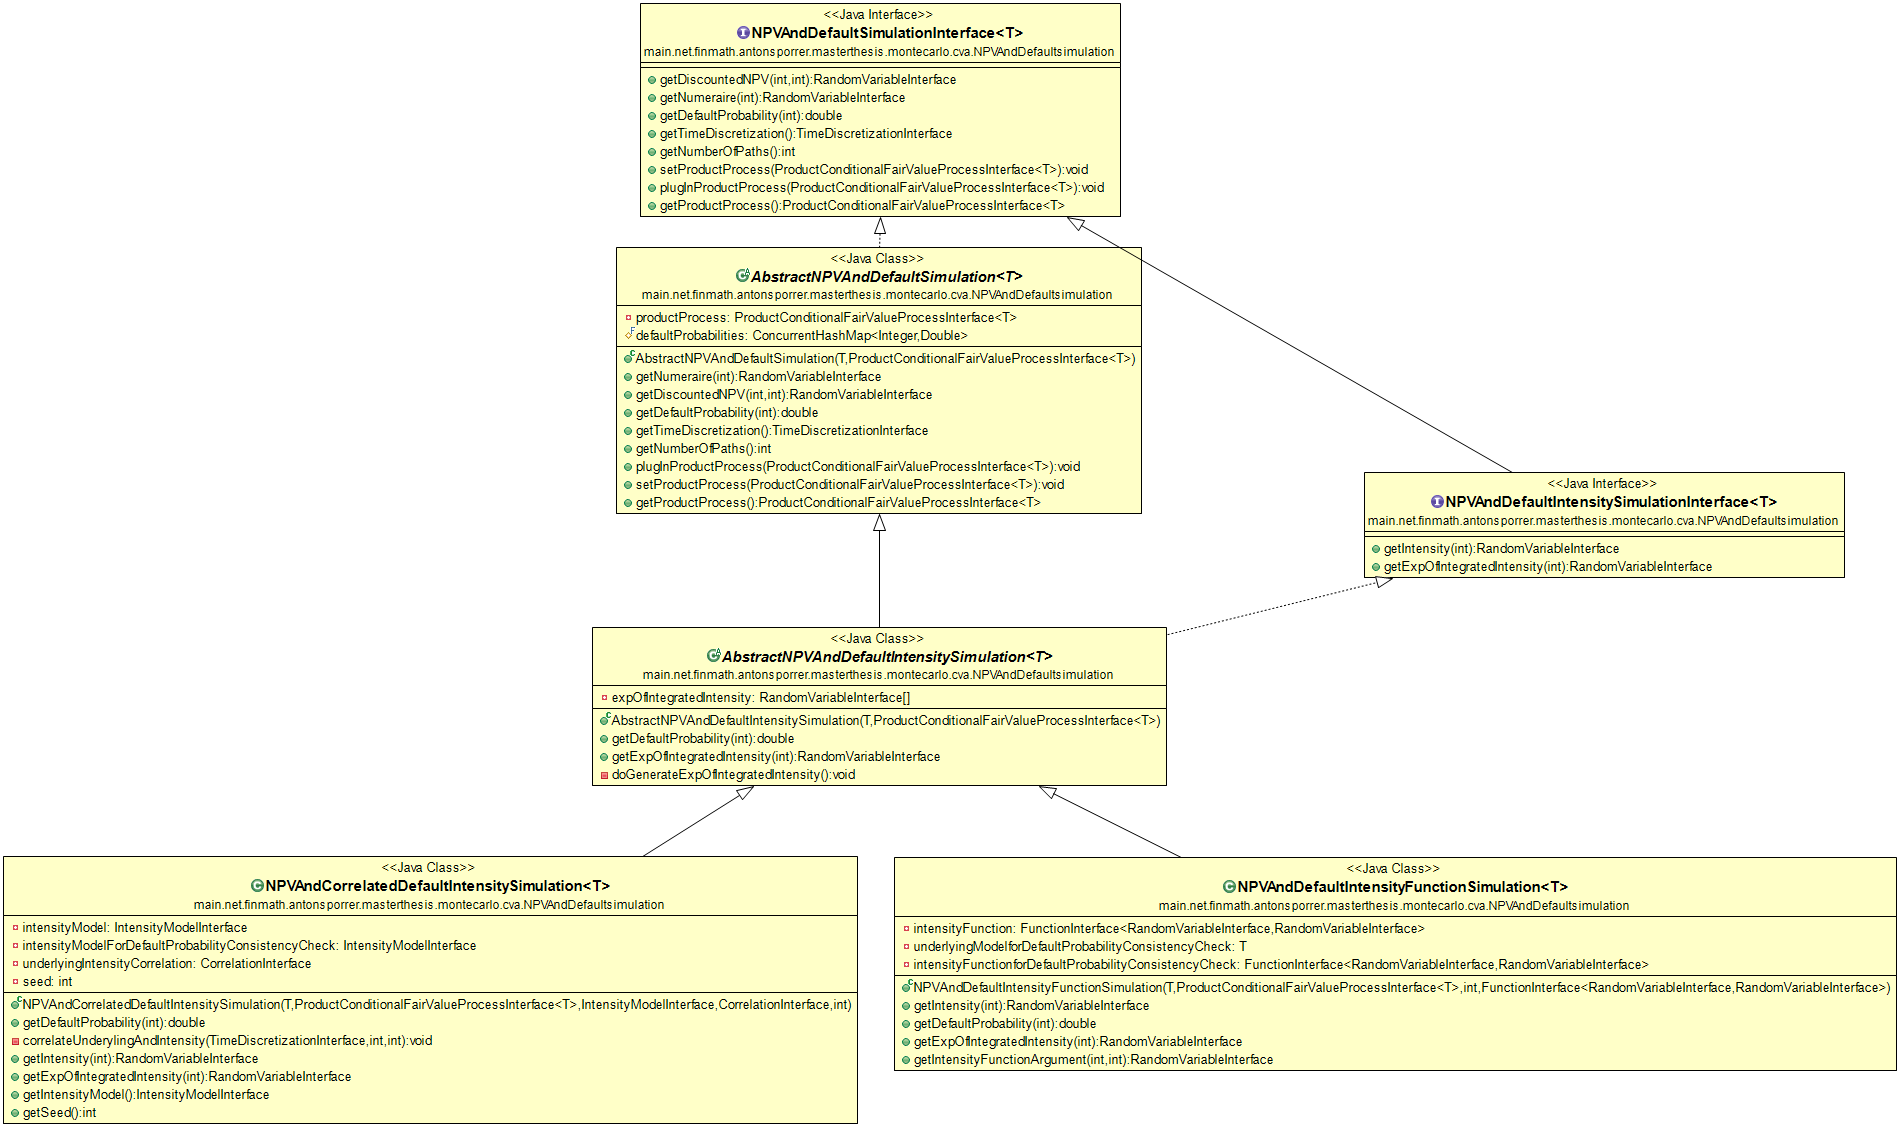 <<Java Interface>>
NPVAndDefaultSimulationInterface<T>
main.net.finmath.antonsporrer.masterthesis.montecarlo.cva.NPVAndDefaultsimulation
getDiscountedNPV(int,int):RandomVariableInterface
getNumeraire(int):RandomVariableInterface
getDefaultProbability(int):double
getTimeDiscretization():TimeDiscretizationInterface
getNumberOfPaths():int
setProductProcess(ProductConditionalFairValueProcessInterface<T>):void
plugInProductProcess(ProductConditionalFairValueProcessInterface<T>):void
getProductProcess():ProductConditionalFairValueProcessInterface<T>
<<Java Class>>
AbstractNPVAndDefaultSimulation<T>
main.net.finmath.antonsporrer.masterthesis.montecarlo.cva.NPVAndDefaultsimulation
productProcess: ProductConditionalFairValueProcessInterface<T>
defaultProbabilities: ConcurrentHashMap<Integer,Double>
AbstractNPVAndDefaultSimulation(T,ProductConditionalFairValueProcessInterface<T>)
getNumeraire(int):RandomVariableInterface
getDiscountedNPV(int,int):RandomVariableInterface
getDefaultProbability(int):double
getTimeDiscretization():TimeDiscretizationInterface
getNumberOfPaths():int
plugInProductProcess(ProductConditionalFairValueProcessInterface<T>):void
setProductProcess(ProductConditionalFairValueProcessInterface<T>):void
getProductProcess():ProductConditionalFairValueProcessInterface<T>
<<Java Interface>>
NPVAndDefaultIntensitySimulationInterface<T>
main.net.finmath.antonsporrer.masterthesis.montecarlo.cva.NPVAndDefaultsimulation
getIntensity(int):RandomVariableInterface
getExpOfIntegratedIntensity(int):RandomVariableInterface
<<Java Class>>
AbstractNPVAndDefaultIntensitySimulation<T>
main.net.finmath.antonsporrer.masterthesis.montecarlo.cva.NPVAndDefaultsimulation
expOfIntegratedIntensity: RandomVariableInterface[]
AbstractNPVAndDefaultIntensitySimulation(T,ProductConditionalFairValueProcessInterface<T>)
getDefaultProbability(int):double
getExpOfIntegratedIntensity(int):RandomVariableInterface
doGenerateExpOfIntegratedIntensity():void
<<Java Class>>
NPVAndCorrelatedDefaultIntensitySimulation<T>
main.net.finmath.antonsporrer.masterthesis.montecarlo.cva.NPVAndDefaultsimulation
intensityModel: IntensityModelInterface
intensityModelForDefaultProbabilityConsistencyCheck: IntensityModelInterface
underlyingIntensityCorrelation: CorrelationInterface
seed: int
NPVAndCorrelatedDefaultIntensitySimulation(T,ProductConditionalFairValueProcessInterface<T>,IntensityModelInterface,CorrelationInterface,int)
getDefaultProbability(int):double
correlateUnderylingAndIntensity(TimeDiscretizationInterface,int,int):void
getIntensity(int):RandomVariableInterface
getExpOfIntegratedIntensity(int):RandomVariableInterface
getIntensityModel():IntensityModelInterface
getSeed():int
<<Java Class>>
NPVAndDefaultIntensityFunctionSimulation<T>
main.net.finmath.antonsporrer.masterthesis.montecarlo.cva.NPVAndDefaultsimulation
intensityFunction: FunctionInterface<RandomVariableInterface,RandomVariableInterface>
underlyingModelforDefaultProbabilityConsistencyCheck: T
intensityFunctionforDefaultProbabilityConsistencyCheck: FunctionInterface<RandomVariableInterface,RandomVariableInterface>
NPVAndDefaultIntensityFunctionSimulation(T,ProductConditionalFairValueProcessInterface<T>,int,FunctionInterface<RandomVariableInterface,RandomVariableInterface>)
getIntensity(int):RandomVariableInterface
getDefaultProbability(int):double
getExpOfIntegratedIntensity(int):RandomVariableInterface
getIntensityFunctionArgument(int,int):RandomVariableInterface